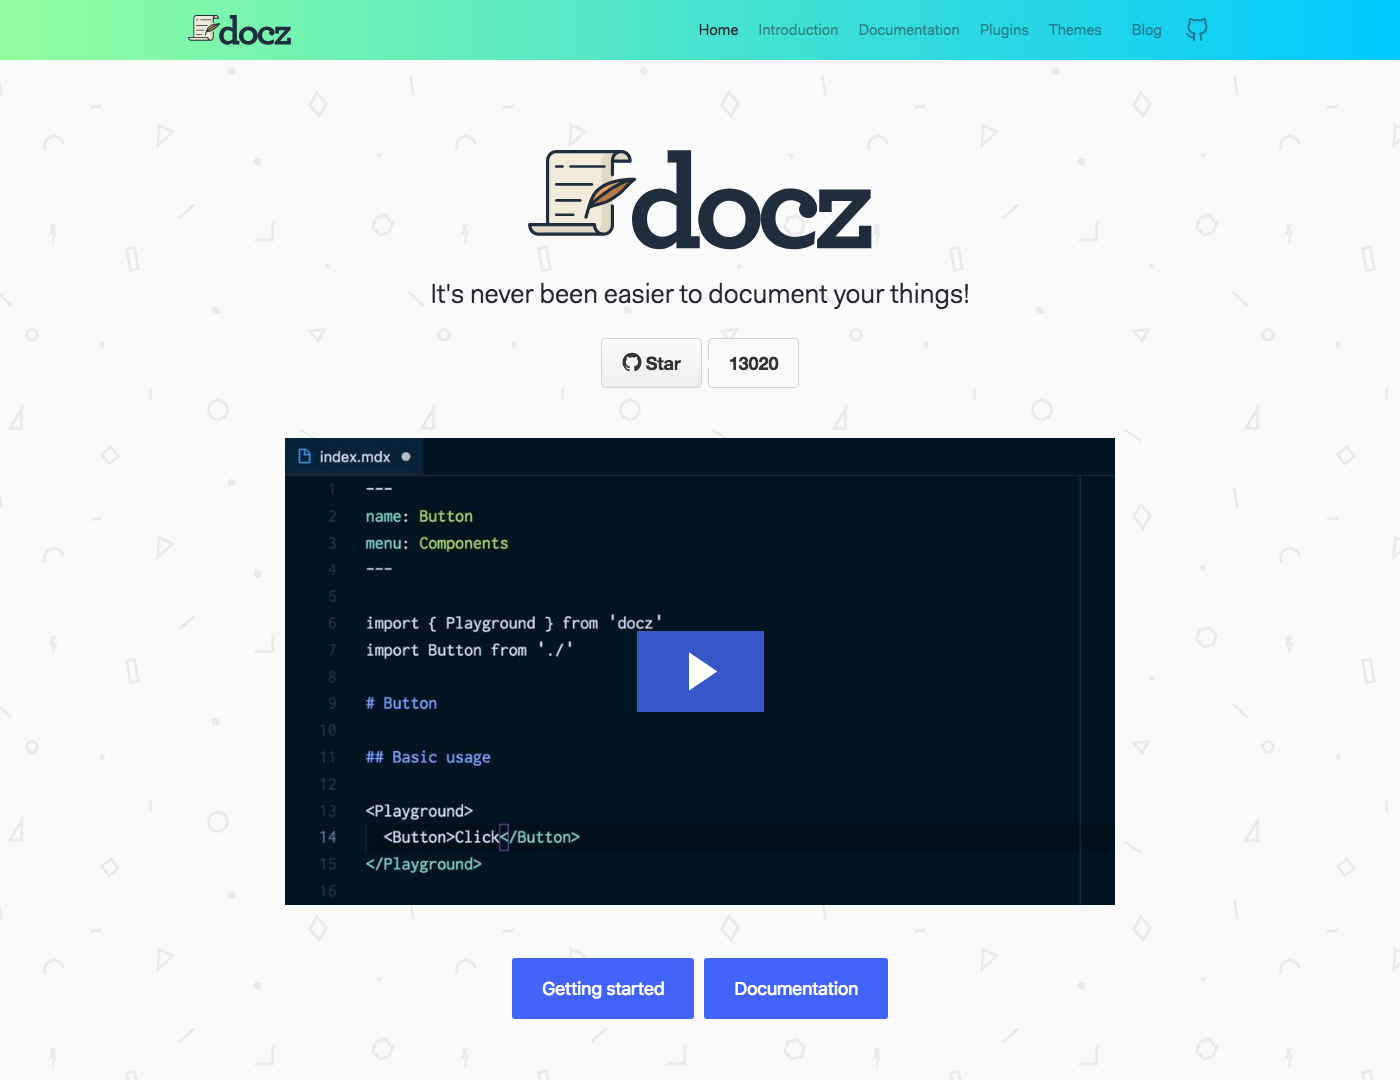 docz
Home Introduction Documentation Plugins Themes Blog
docz
It's never been easier to document your things!
Star 13020
index.mdx
1 ---
2 name: Button
3 menu: Components
4 ---
5
6 import { Playground } from 'docz'
7 import Button from './'
8
9 # Button
10
11 ## Basic usage
12
13 <Playground>
14 <Button>Click</Button>
15 </Playground>
16
Getting started Documentation